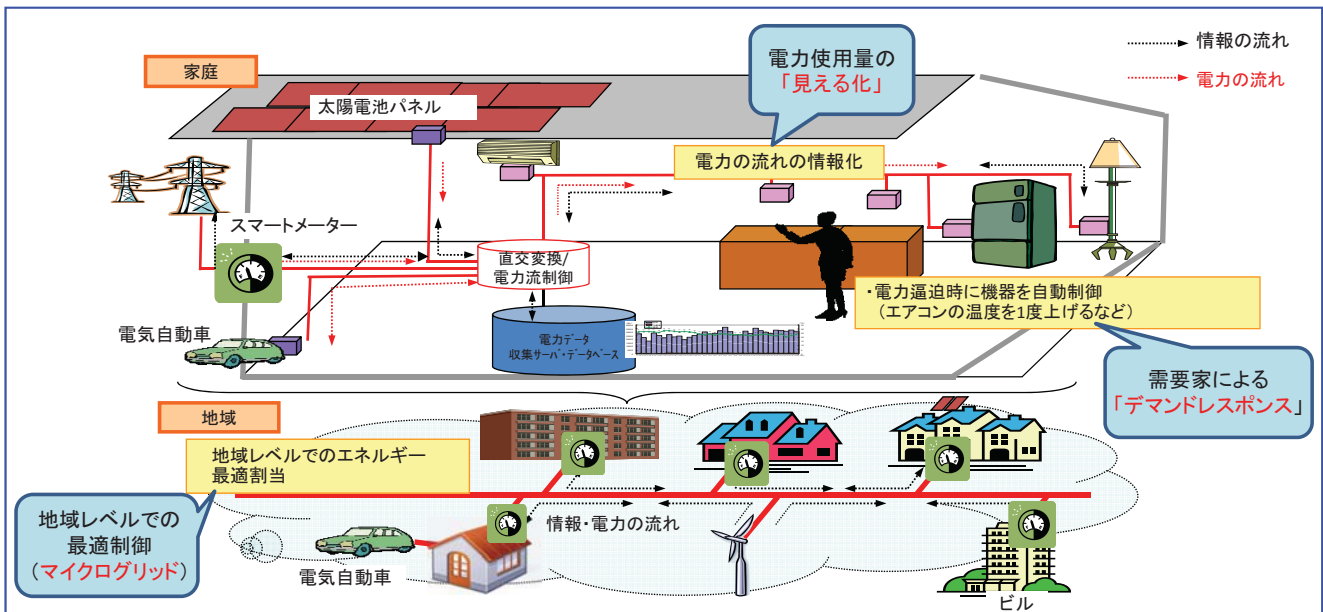 家庭
電力使用量の
「見える化」
情報の流れ
電力の流れ
太陽電池パネル
電力の流れの情報化
スマートメーター
直交変換/
電力流制御
・電力逼迫時に機器を自動制御
（エアコンの温度を1度上げるなど）
電気自動車
電力データ
収集サーバ・データベース
需要家による
「デマンドレスポンス」
地域
地域レベルでのエネルギー
最適割当
地域レベルでの
最適制御
（マイクログリッド）
情報・電力の流れ
電気自動車
ビル